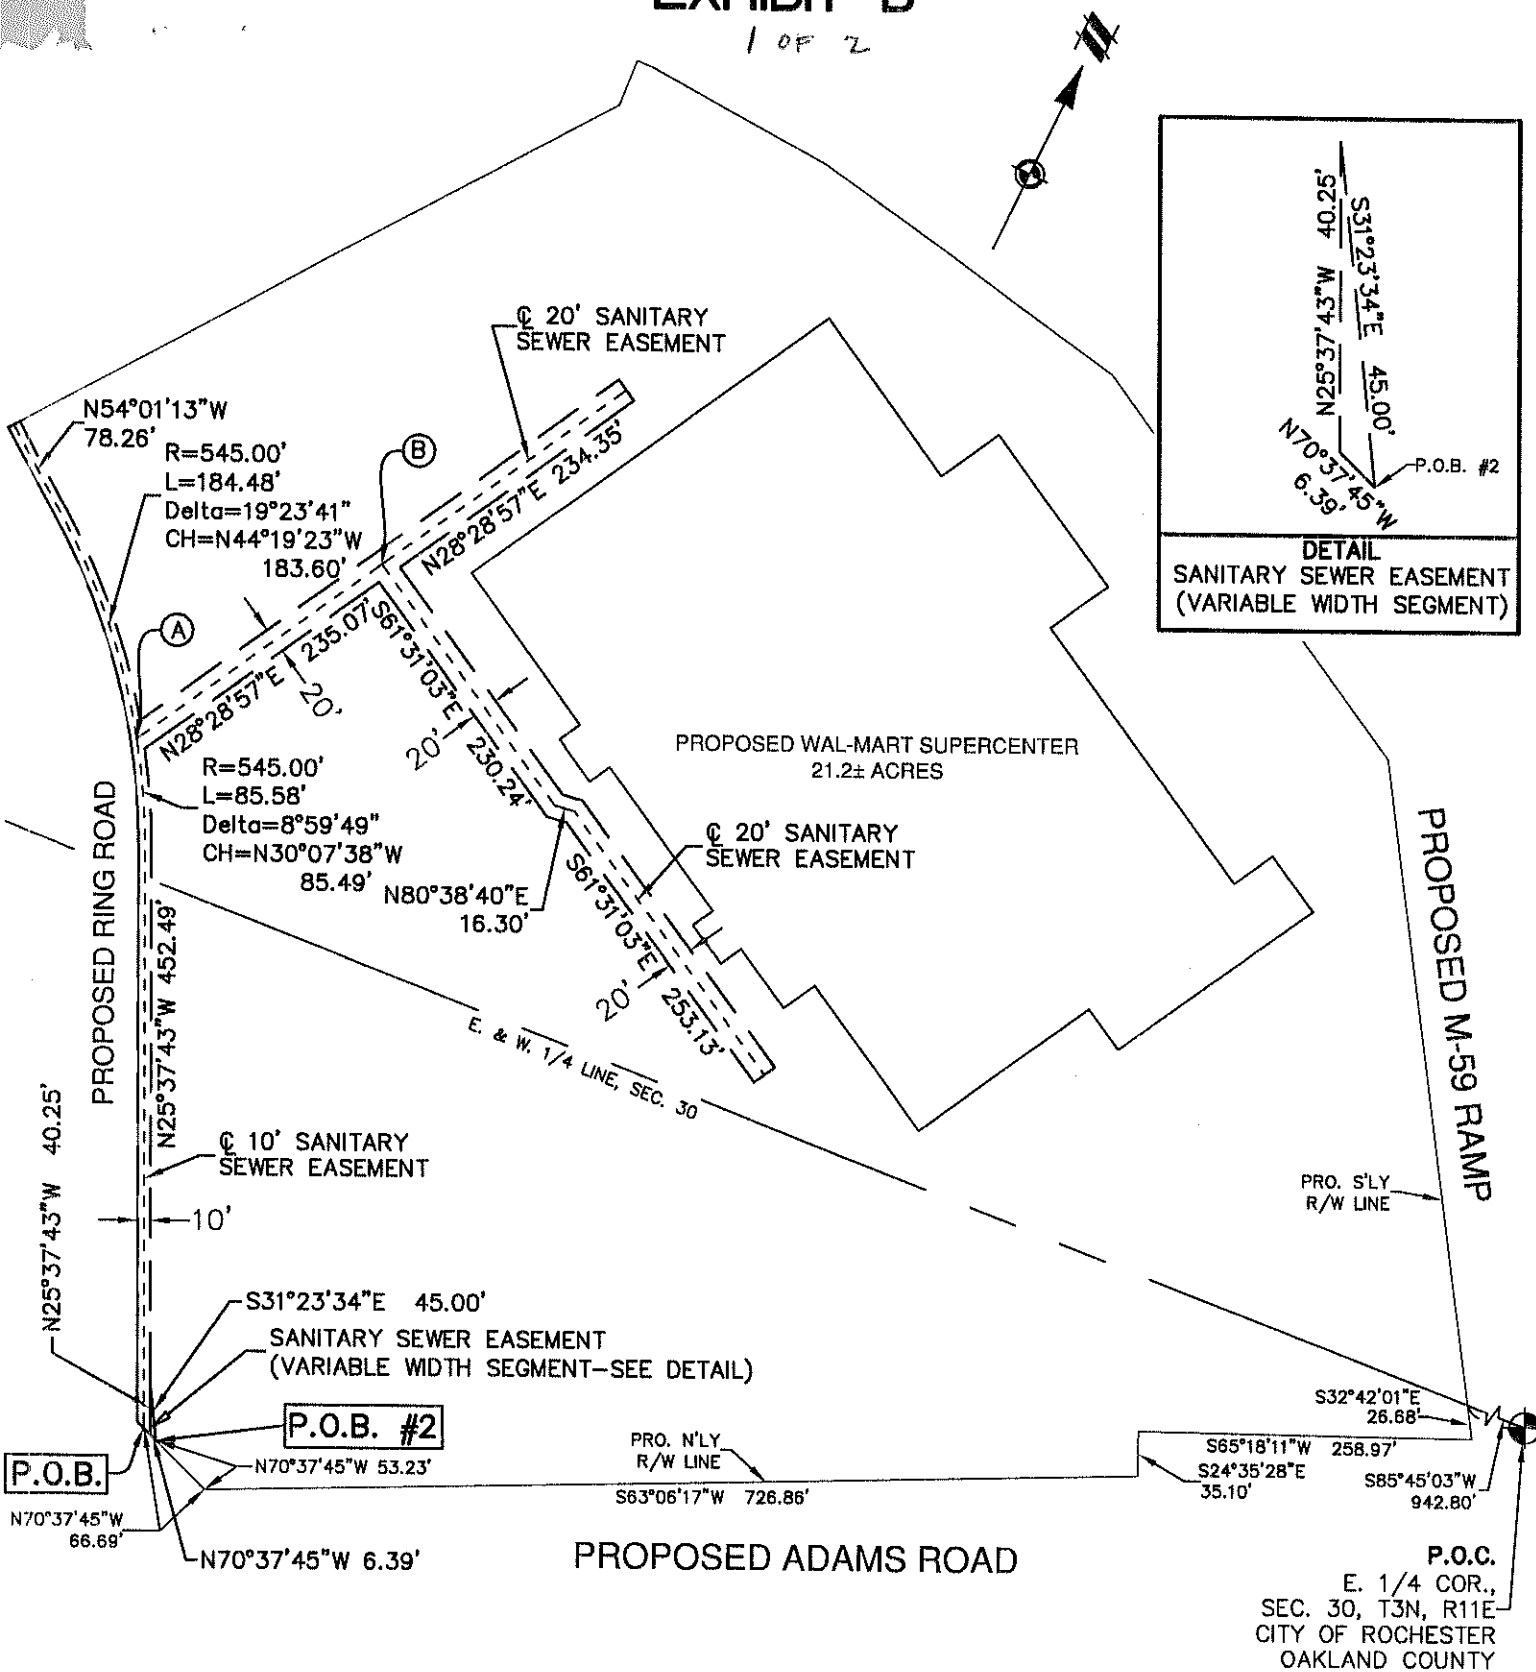 EXHIBIT "B"
1 OF 2
N
40.25'
N25°37'43"W
S31°23'34"E
45.00'
N70°37'45"W
6.39'
P.O.B. #2
DETAIL
SANITARY SEWER EASEMENT
(VARIABLE WIDTH SEGMENT)
℄ 20' SANITARY
SEWER EASEMENT
N54°01'13"W
78.26'
R=545.00'
L=184.48'
Delta=19°23'41"
CH=N44°19'23"W
183.60'
B
N28°28'57"E 234.35'
A
N28°28'57"E 235.07'
20'
S61°31'03"E 230.24'
20'
PROPOSED WAL-MART SUPERCENTER
21.2± ACRES
R=545.00'
L=85.58'
Delta=8°59'49"
CH=N30°07'38"W
85.49'
℄ 20' SANITARY
SEWER EASEMENT
N80°38'40"E
16.30'
S61°31'03"E 253.13'
20'
PROPOSED RING ROAD
N25°37'43"W 452.49'
E. & W. 1/4 LINE, SEC. 30
PROPOSED M-59 RAMP
N25°37'43"W 40.25'
℄ 10' SANITARY
SEWER EASEMENT
PRO. S'LY
R/W LINE
10'
S31°23'34"E 45.00'
SANITARY SEWER EASEMENT
(VARIABLE WIDTH SEGMENT-SEE DETAIL)
P.O.B. #2
P.O.B.
N70°37'45"W 53.23'
N70°37'45"W
66.69'
N70°37'45"W 6.39'
PRO. N'LY
R/W LINE
S63°06'17"W 726.86'
PROPOSED ADAMS ROAD
S32°42'01"E
26.68'
S65°18'11"W 258.97'
S24°35'28"E
35.10'
S85°45'03"W
942.80'
P.O.C.
E. 1/4 COR.,
SEC. 30, T3N, R11E
CITY OF ROCHESTER
OAKLAND COUNTY